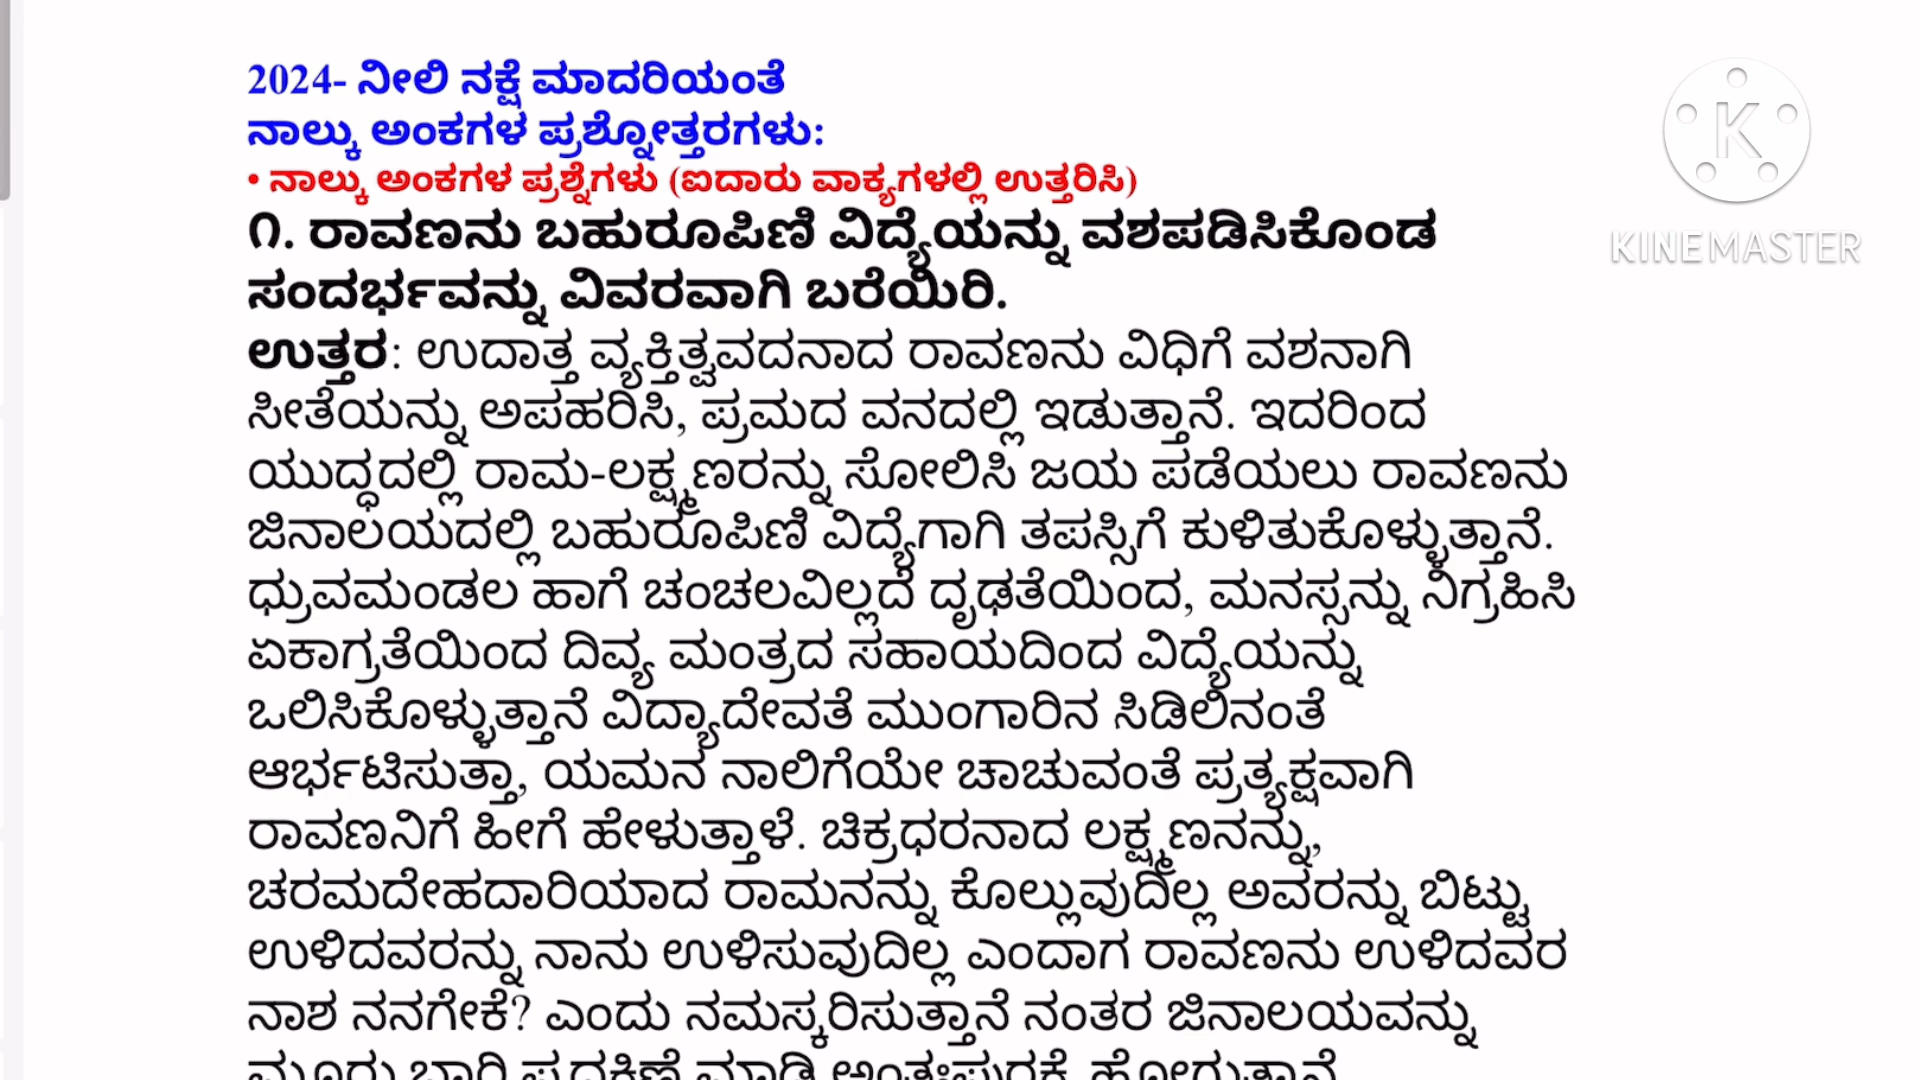 2024- ನೀಲಿ ನಕ್ಷೆ ಮಾದರಿಯಂತೆ
ನಾಲ್ಕು ಅಂಕಗಳ ಪ್ರಶ್ನೋತ್ತರಗಳು:
• ನಾಲ್ಕು ಅಂಕಗಳ ಪ್ರಶ್ನೆಗಳು (ಐದಾರು ವಾಕ್ಯಗಳಲ್ಲಿ ಉತ್ತರಿಸಿ)
೧. ರಾವಣನು ಬಹುರೂಪಿಣಿ ವಿದ್ಯೆಯನ್ನು ವಶಪಡಿಸಿಕೊಂಡ
ಸಂದರ್ಭವನ್ನು ವಿವರವಾಗಿ ಬರೆಯಿರಿ.
ಉತ್ತರ: ಉದಾತ್ತ ವ್ಯಕ್ತಿತ್ವವದನಾದ ರಾವಣನು ವಿಧಿಗೆ ವಶನಾಗಿ
ಸೀತೆಯನ್ನು ಅಪಹರಿಸಿ, ಪ್ರಮದ ವನದಲ್ಲಿ ಇಡುತ್ತಾನೆ. ಇದರಿಂದ
ಯುದ್ಧದಲ್ಲಿ ರಾಮ-ಲಕ್ಷ್ಮಣರನ್ನು ಸೋಲಿಸಿ ಜಯ ಪಡೆಯಲು ರಾವಣನು
ಜಿನಾಲಯದಲ್ಲಿ ಬಹುರೂಪಿಣಿ ವಿದ್ಯೆಗಾಗಿ ತಪಸ್ಸಿಗೆ ಕುಳಿತುಕೊಳ್ಳುತ್ತಾನೆ.
ಧ್ರುವಮಂಡಲ ಹಾಗೆ ಚಂಚಲವಿಲ್ಲದೆ ದೃಢತೆಯಿಂದ, ಮನಸ್ಸನ್ನು ನಿಗ್ರಹಿಸಿ
ಏಕಾಗ್ರತೆಯಿಂದ ದಿವ್ಯ ಮಂತ್ರದ ಸಹಾಯದಿಂದ ವಿದ್ಯೆಯನ್ನು
ಒಲಿಸಿಕೊಳ್ಳುತ್ತಾನೆ ವಿದ್ಯಾದೇವತೆ ಮುಂಗಾರಿನ ಸಿಡಿಲಿನಂತೆ
ಆರ್ಭಟಿಸುತ್ತಾ, ಯಮನ ನಾಲಿಗೆಯೇ ಚಾಚುವಂತೆ ಪ್ರತ್ಯಕ್ಷವಾಗಿ
ರಾವಣನಿಗೆ ಹೀಗೆ ಹೇಳುತ್ತಾಳೆ. ಚಿಕ್ರಧರನಾದ ಲಕ್ಷ್ಮಣನನ್ನು,
ಚರಮದೇಹದಾರಿಯಾದ ರಾಮನನ್ನು ಕೊಲ್ಲುವುದಿಲ್ಲ ಅವರನ್ನು ಬಿಟ್ಟು
ಉಳಿದವರನ್ನು ನಾನು ಉಳಿಸುವುದಿಲ್ಲ ಎಂದಾಗ ರಾವಣನು ಉಳಿದವರ
ನಾಶ ನನಗೇಕೆ? ಎಂದು ನಮಸ್ಕರಿಸುತ್ತಾನೆ ನಂತರ ಜಿನಾಲಯವನ್ನು
ಮೂರು ಬಾರಿ ಪ್ರದಕ್ಷಿಣೆ ಮಾಡಿ ಅಂತಃಪುರಕ್ಕೆ ಹೋಗುತ್ತಾನೆ
K
KINEMASTER